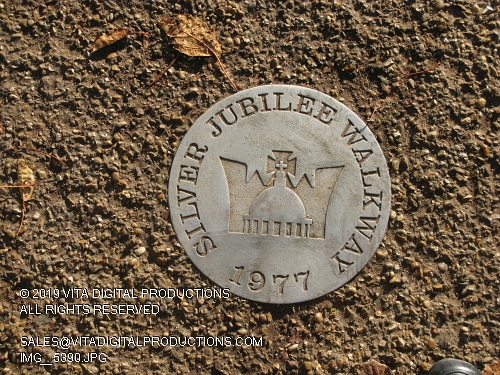 SILVER JUBILEE WALKWAY
1977
© 2019 VITA DIGITAL PRODUCTIONS
ALL RIGHTS RESERVED
SALES@VITADIGITALPRODUCTIONS.COM
IMG_5390.JPG